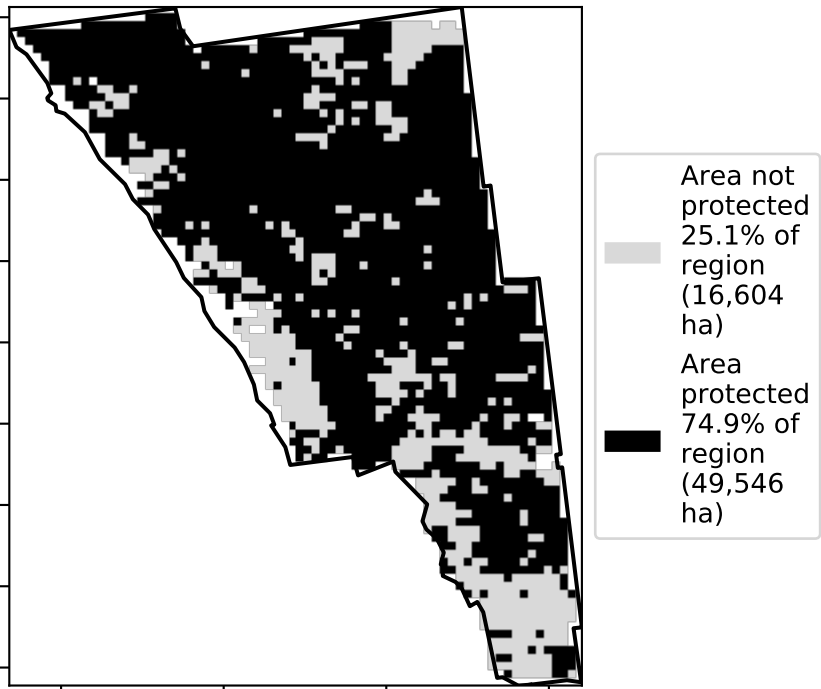 Area not
protected
25.1% of
region
(16,604
ha)
Area
protected
74.9% of
region
(49,546
ha)